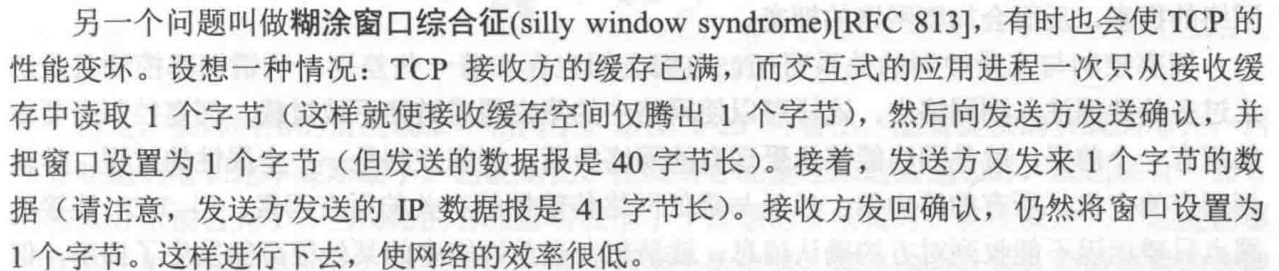 另一个问题叫做糊涂窗口综合征(silly window syndrome)[RFC 813]，有时也会使 TCP 的
性能变坏。设想一种情况：TCP 接收方的缓存已满，而交互式的应用进程一次只从接收缓
存中读取 1 个字节（这样就使接收缓存空间仅腾出 1 个字节），然后向发送方发送确认，并
把窗口设置为 1 个字节（但发送的数据报是 40 字节长）。接着，发送方又发来 1 个字节的数
据（请注意，发送方发送的 IP 数据报是 41 字节长）。接收方发回确认，仍然将窗口设置为
1 个字节。这样进行下去，使网络的效率很低。